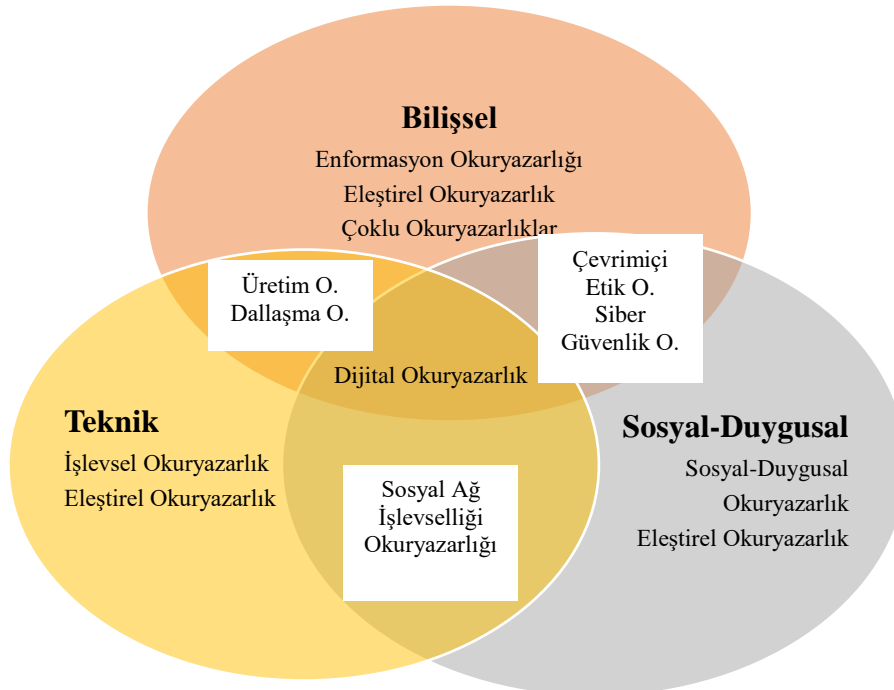 Bilişsel
Enformasyon Okuryazarlığı
Eleştirel Okuryazarlık
Çoklu Okuryazarlıklar
Üretim O.
Dallaşma O.
Çevrimiçi
Etik O.
Siber
Güvenlik O.
Dijital Okuryazarlık
Teknik
İşlevsel Okuryazarlık
Eleştirel Okuryazarlık
Sosyal Ağ
İşlevselliği
Okuryazarlığı
Sosyal-Duygusal
Sosyal-Duygusal
Okuryazarlık
Eleştirel Okuryazarlık